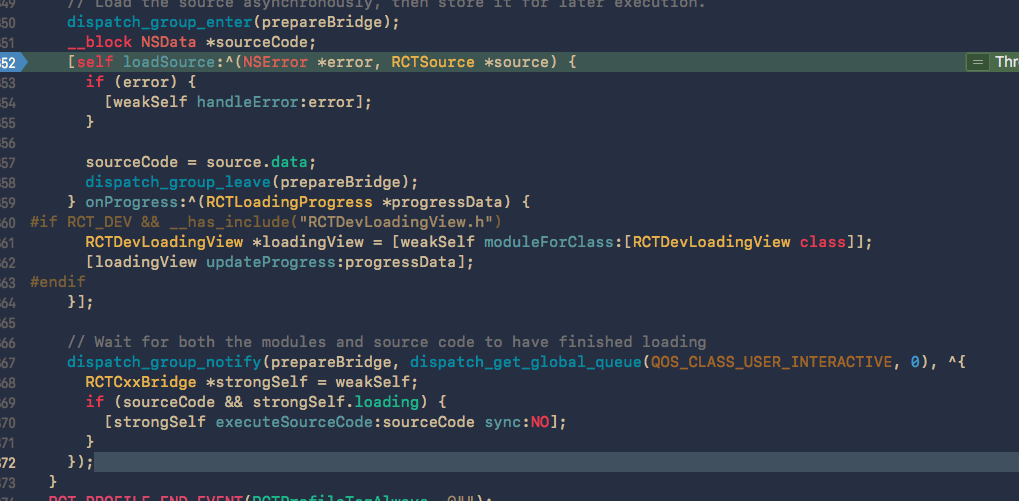 49 // Load the source asynchronously, then store it for later execution.
50 dispatch_group_enter(prepareBridge);
51 __block NSData *sourceCode;
52 [self loadSource:^(NSError *error, RCTSource *source) { = Thr
53 if (error) {
54 [weakSelf handleError:error];
55 }
56
57 sourceCode = source.data;
58 dispatch_group_leave(prepareBridge);
59 } onProgress:^(RCTLoadingProgress *progressData) {
60 #if RCT_DEV && __has_include("RCTDevLoadingView.h")
61 RCTDevLoadingView *loadingView = [weakSelf moduleForClass:[RCTDevLoadingView class]];
62 [loadingView updateProgress:progressData];
63 #endif
64 }];
65
66 // Wait for both the modules and source code to have finished loading
67 dispatch_group_notify(prepareBridge, dispatch_get_global_queue(QOS_CLASS_USER_INTERACTIVE, 0), ^{
68 RCTCxxBridge *strongSelf = weakSelf;
69 if (sourceCode && strongSelf.loading) {
70 [strongSelf executeSourceCode:sourceCode sync:NO];
71 }
72 });
73 }
74 RCT_PROFILE_END_EVENT(RCTProfileTagAlways, @"");